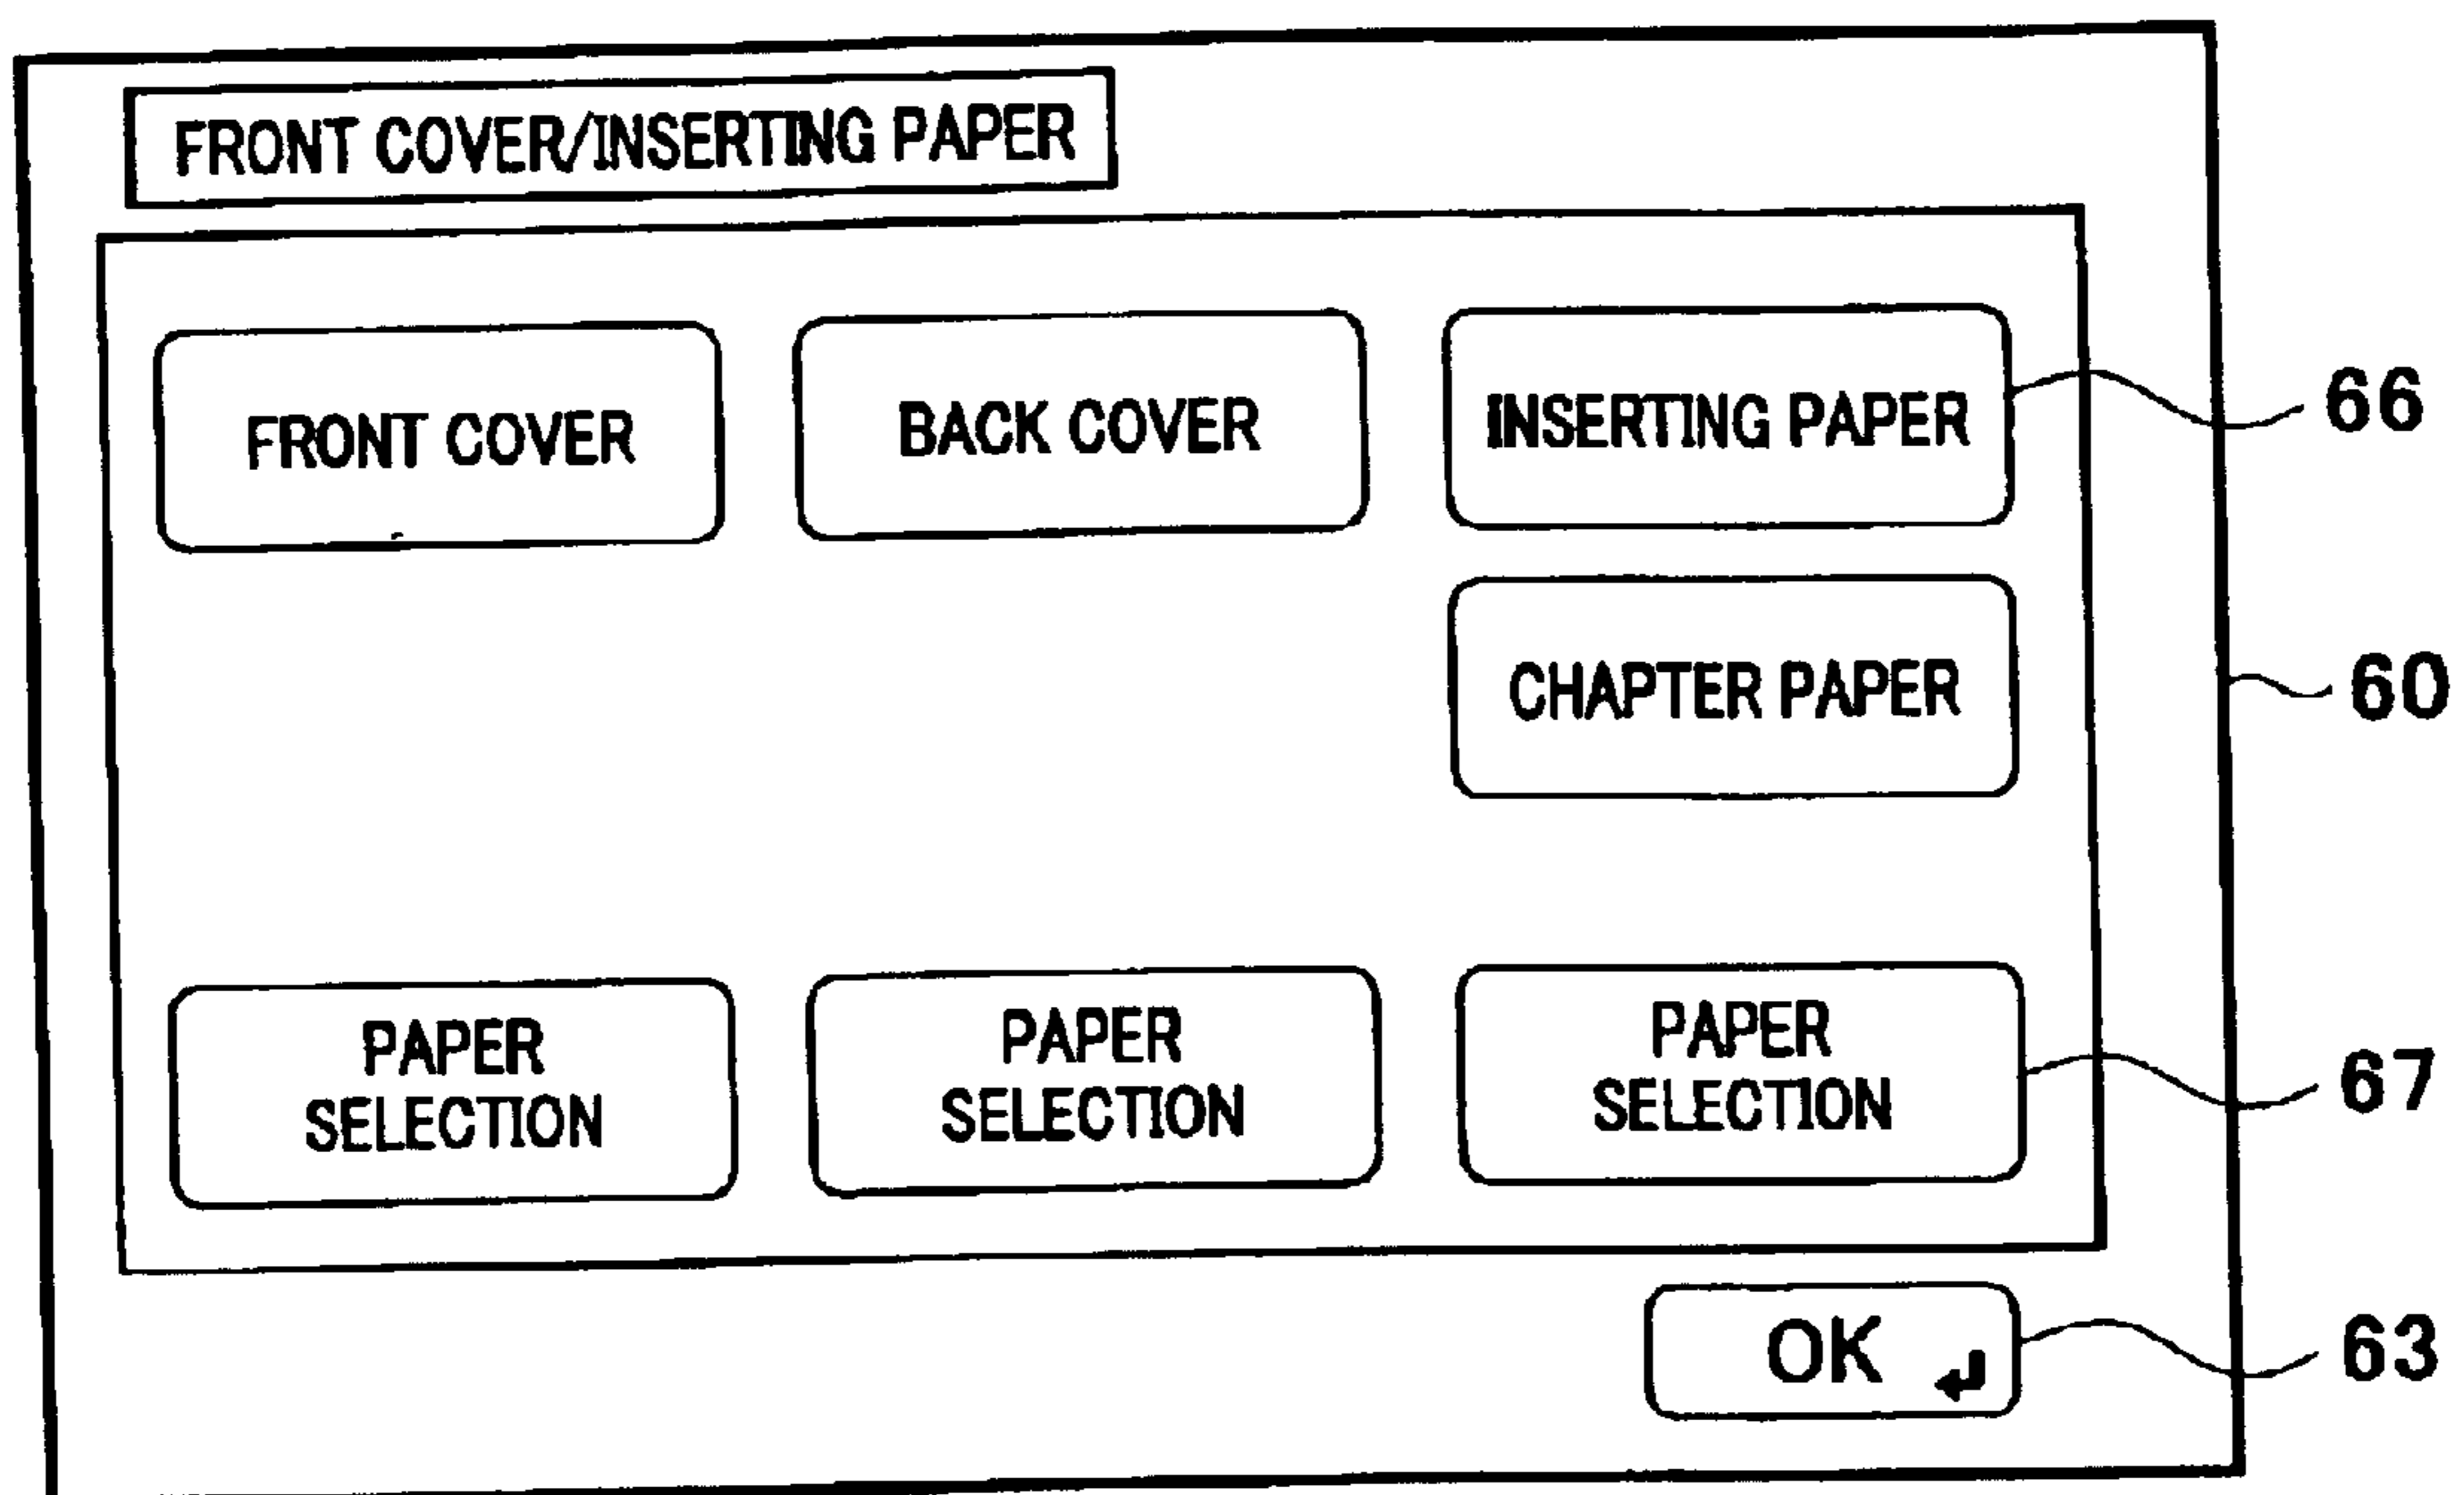 FRONT COVER/INSERTING PAPER
FRONT COVER
BACK COVER
INSERTING PAPER
66
CHAPTER PAPER
60
PAPER
SELECTION
PAPER
SELECTION
PAPER
SELECTION
67
OK
63